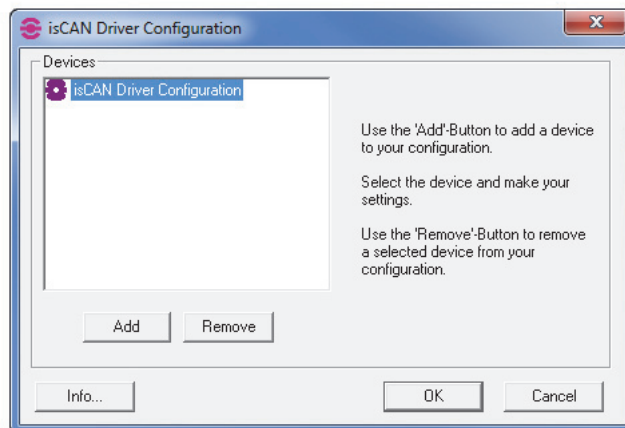 isCAN Driver Configuration
Devices
isCAN Driver Configuration
Use the 'Add'-Button to add a device
to your configuration.
Select the device and make your
settings.
Use the 'Remove'-Button to remove
a selected device from your
configuration.
Add
Remove
Info...
OK
Cancel